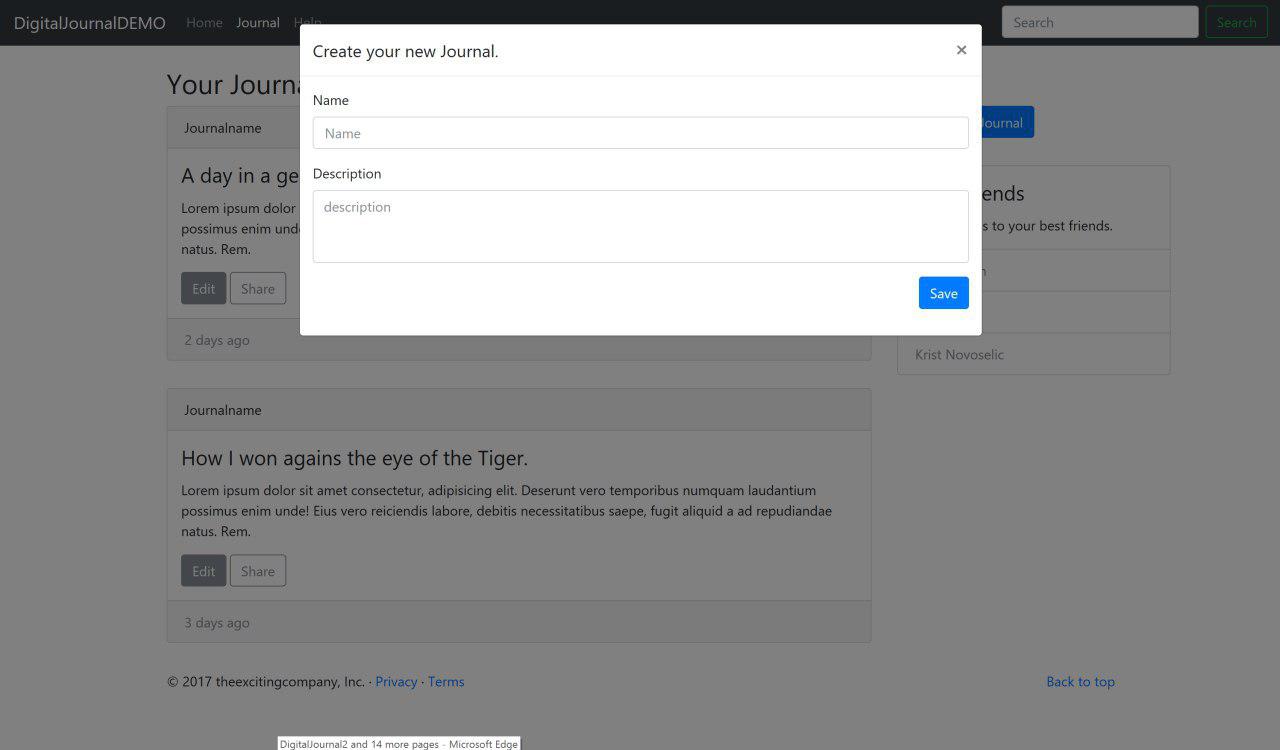 DigitalJournalDEMO Home Journal Help Search Search
Create your new Journal. ×
Name
Name
Description
description
Save
Your Journa
Journalname
A day in a ge
Lorem ipsum dolor
possimus enim unde
natus. Rem.
Edit Share
2 days ago
Journal
ends
s to your best friends.
Krist Novoselic
Journalname
How I won agains the eye of the Tiger.
Lorem ipsum dolor sit amet consectetur, adipisicing elit. Deserunt vero temporibus numquam laudantium
possimus enim unde! Eius vero reiciendis labore, debitis necessitatibus saepe, fugit aliquid a ad repudiandae
natus. Rem.
Edit Share
3 days ago
© 2017 theexcitingcompany, Inc. · Privacy · Terms
Back to top
DigitalJournal2 and 14 more pages - Microsoft Edge